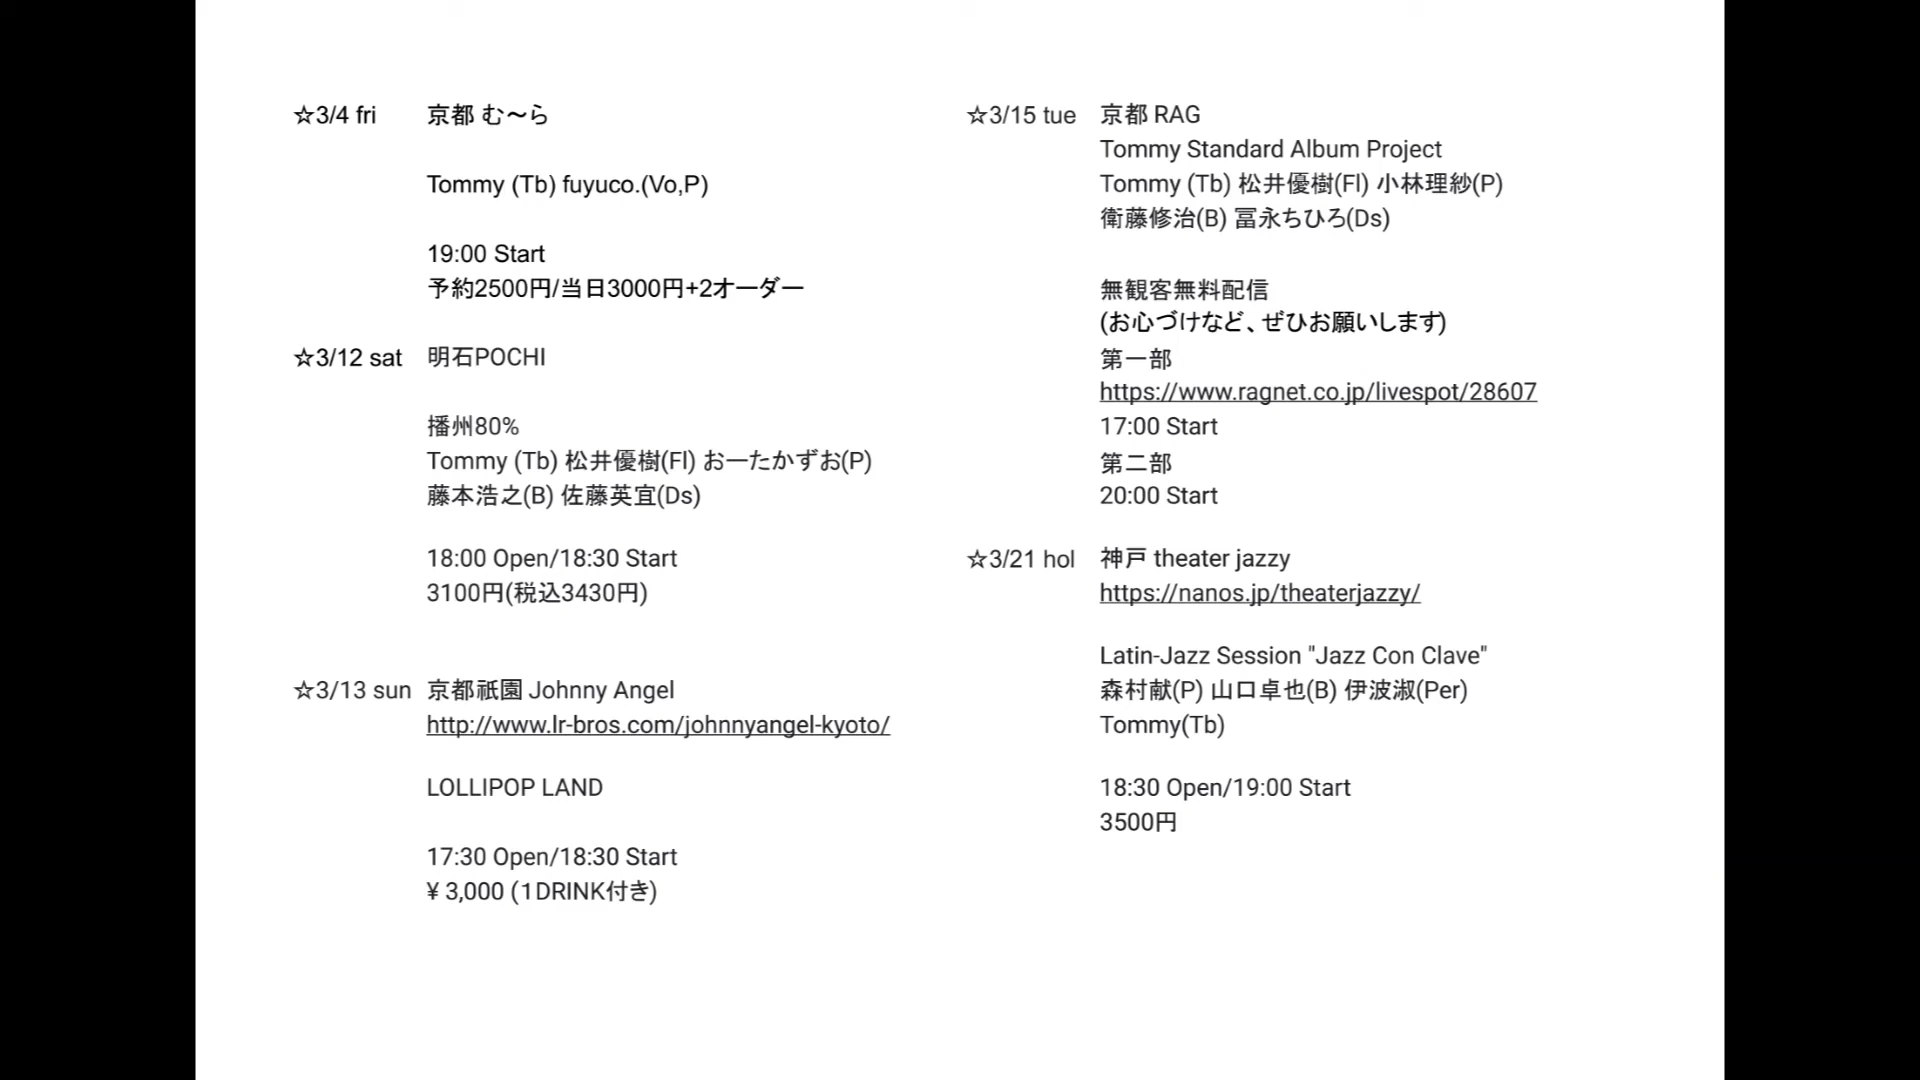 ☆3/4 fri 京都 む～ら
Tommy (Tb) fuyuco.(Vo,P)
19:00 Start
予約2500円/当日3000円+2オーダー
☆3/12 sat 明石POCHI
播州80%
Tommy (Tb) 松井優樹(Fl) おーたかずお(P)
藤本浩之(B) 佐藤英宜(Ds)
18:00 Open/18:30 Start
3100円(税込3430円)
☆3/13 sun 京都祇園 Johnny Angel
http://www.lr-bros.com/johnnyangel-kyoto/
LOLLIPOP LAND
17:30 Open/18:30 Start
¥ 3,000 (１DRINK付き)
☆3/15 tue 京都 RAG
Tommy Standard Album Project
Tommy (Tb) 松井優樹(Fl) 小林理紗(P)
衛藤修治(B) 冨永ちひろ(Ds)
無観客無料配信
(お心づけなど、ぜひお願いします)
第一部
https://www.ragnet.co.jp/livespot/28607
17:00 Start
第二部
20:00 Start
☆3/21 hol 神戸 theater jazzy
https://nanos.jp/theaterjazzy/
Latin-Jazz Session "Jazz Con Clave"
森村献(P) 山口卓也(B) 伊波淑(Per)
Tommy(Tb)
18:30 Open/19:00 Start
3500円